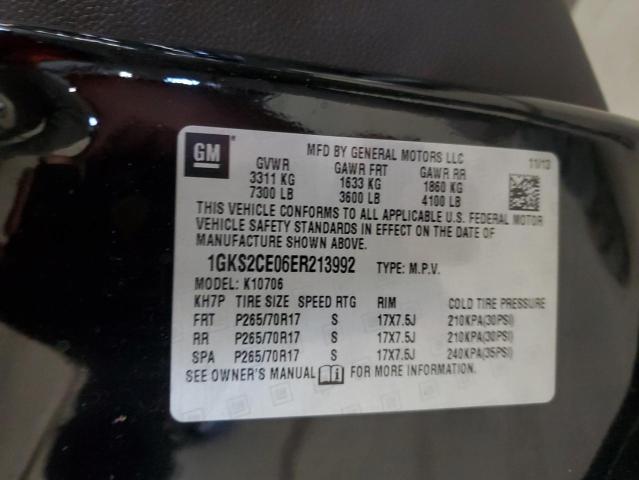 GM
MFD BY GENERAL MOTORS LLC 11/13
GVWR GAWR FRT GAWR RR
3311 KG 1633 KG 1860 KG
7300 LB 3600 LB 4100 LB
THIS VEHICLE CONFORMS TO ALL APPLICABLE U.S. FEDERAL MOTOR
VEHICLE SAFETY STANDARDS IN EFFECT ON THE DATE OF
MANUFACTURE SHOWN ABOVE.
1GKS2CE06ER213992 TYPE: M.P.V.
MODEL: K10706
KH7P TIRE SIZE SPEED RTG RIM COLD TIRE PRESSURE
FRT P265/70R17 S 17X7.5J 210KPA(30PSI)
RR P265/70R17 S 17X7.5J 210KPA(30PSI)
SPA P265/70R17 S 17X7.5J 240KPA(35PSI)
SEE OWNER'S MANUAL FOR MORE INFORMATION.